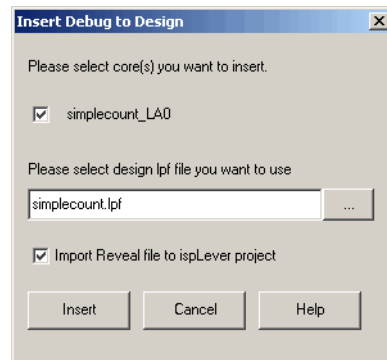 Insert Debug to Design
Please select core(s) you want to insert.
simplecount_LA0
Please select design lpf file you want to use
simplecount.lpf
...
Import Reveal file to ispLever project
Insert Cancel Help